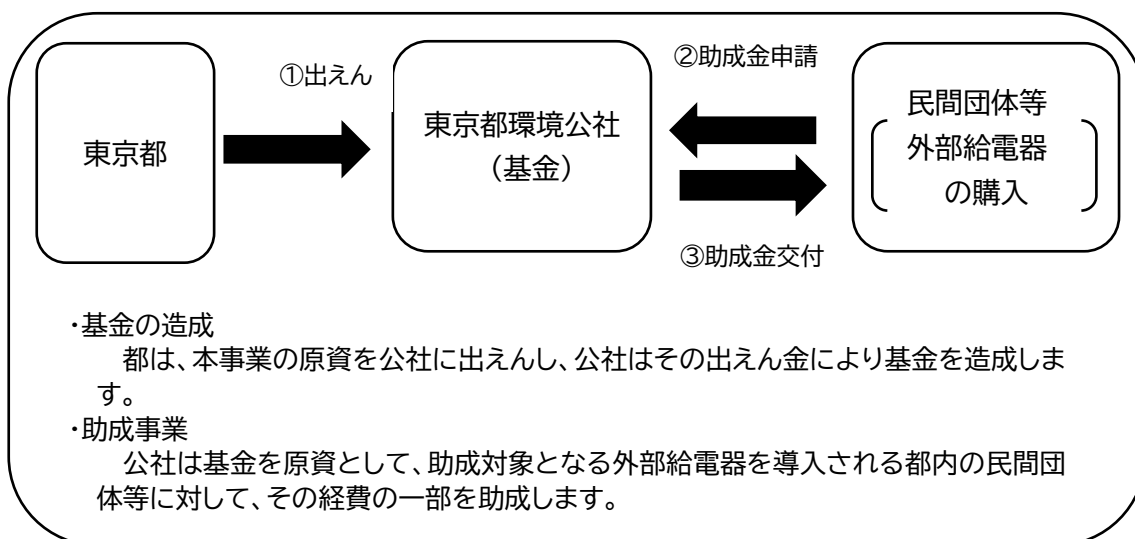 東京都
①出えん
東京都環境公社
（基金）
②助成金申請
③助成金交付
民間団体等
外部給電器
の購入
・基金の造成
都は、本事業の原資を公社に出えんし、公社はその出えん金により基金を造成しま
す。
・助成事業
公社は基金を原資として、助成対象となる外部給電器を導入される都内の民間団
体等に対して、その経費の一部を助成します。